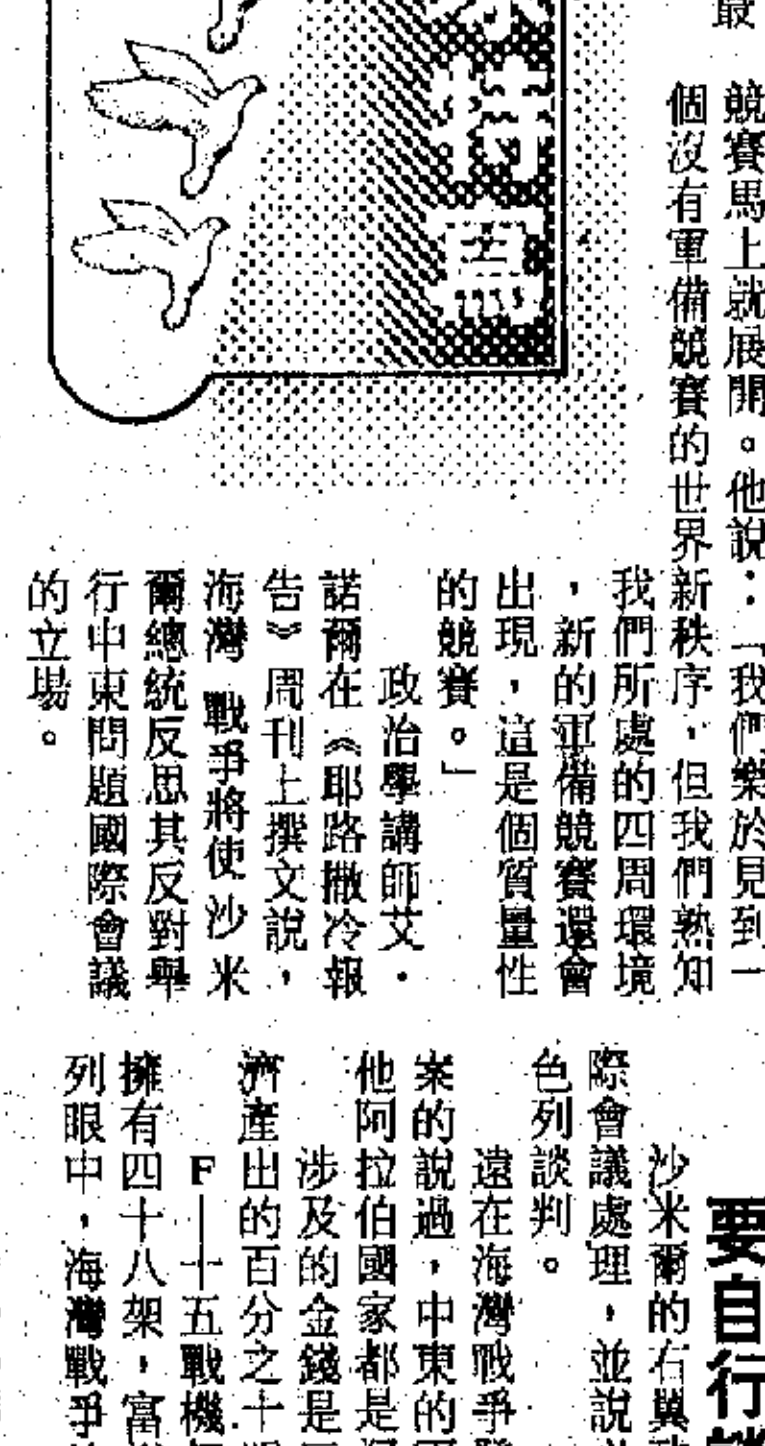 特寫
最
競賽馬上就展開。他說：「我們樂於見到一
個沒有軍備競賽的世界新秩序，但我們熟知
我們所處的四周環境
，新的軍備競賽還會
出現，這是個質量性
的競賽。」
政治學講師艾・
諾爾在《耶路撒冷報
告》周刊上撰文說，
海灣戰爭將使沙米
爾總統反思其反對舉
行中東問題國際會議
的立場。
要自行
沙米爾的右翼
際會議處理，並說
色列談判。
遠在海灣戰爭
案的說過，中東的
他阿拉伯國家都是
涉及的金錢是
濟產出的百分之十
F—十五戰機
擁有四十八架，富
列眼中，海灣戰爭